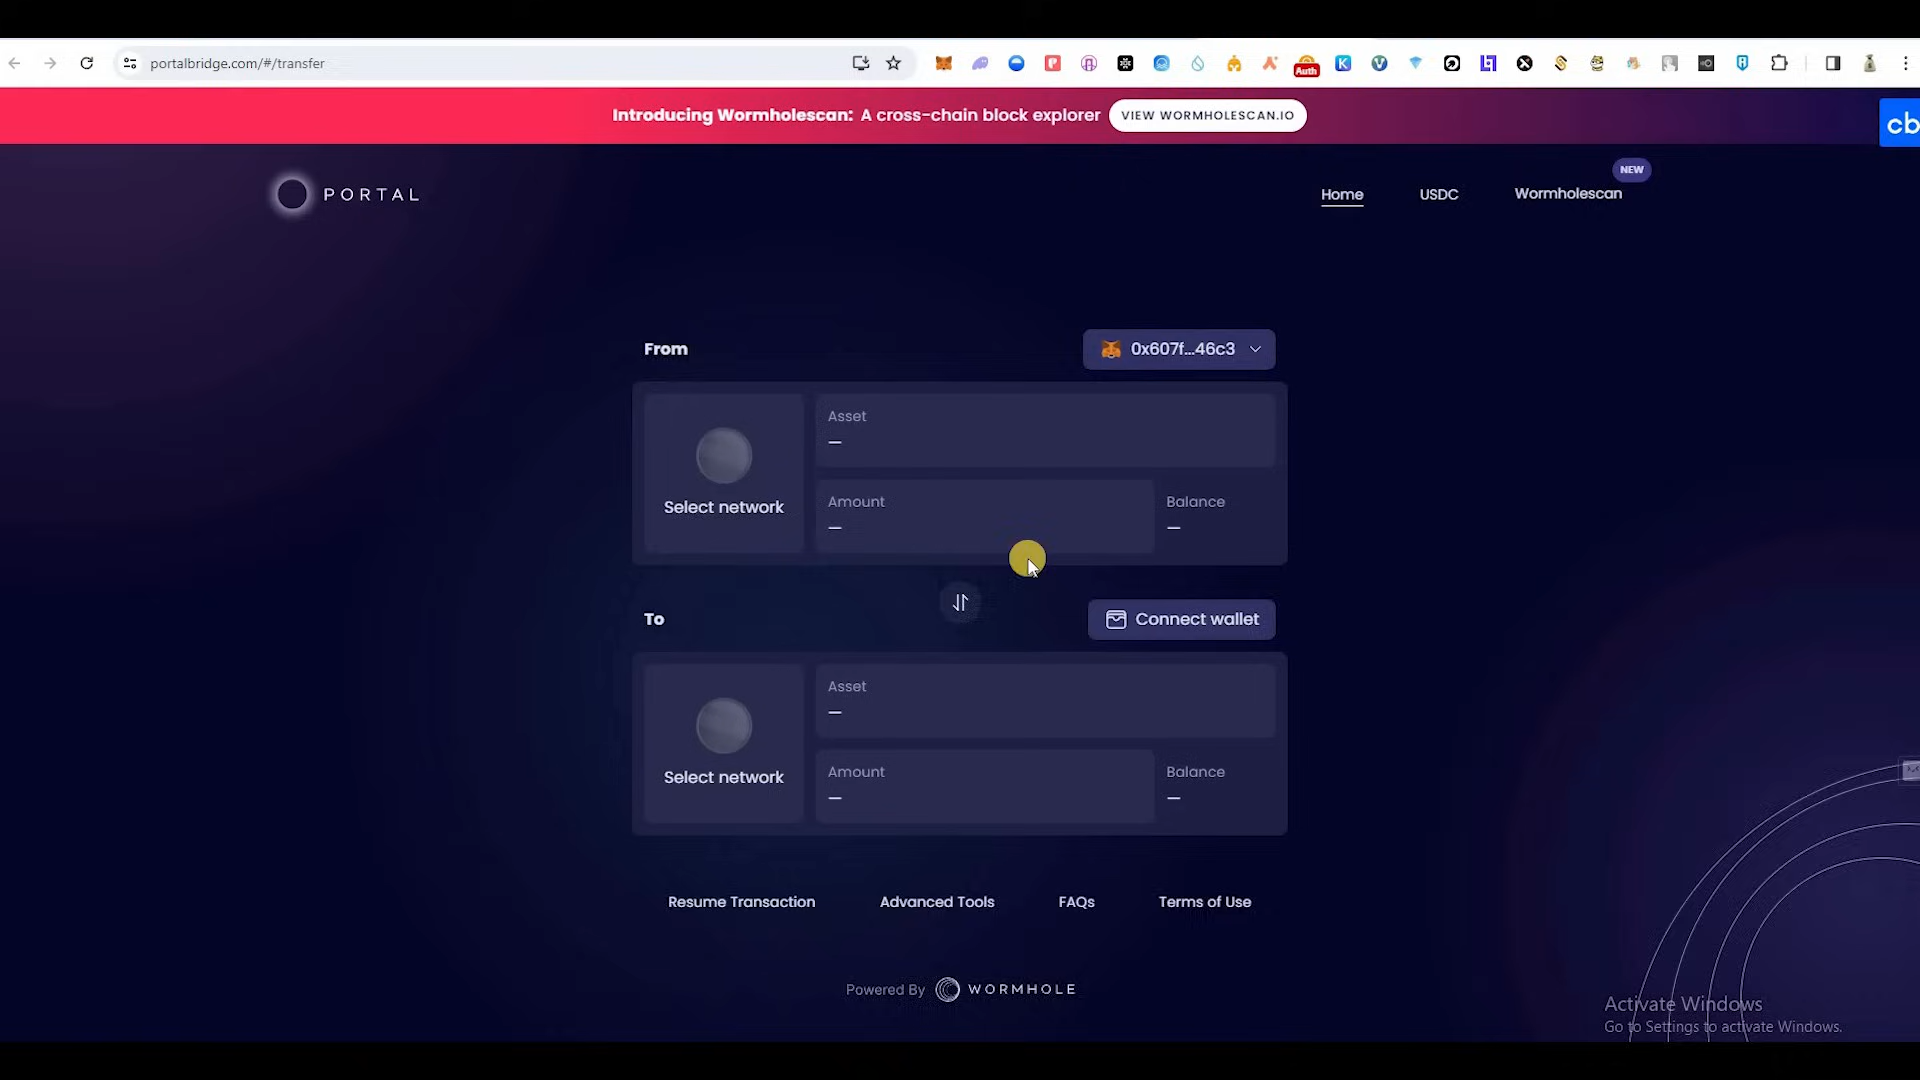 portalbridge.com/#/transfer
Auth
Introducing Wormholescan: A cross-chain block explorer VIEW WORMHOLESCAN.IO
cb
PORTAL
Home USDC Wormholescan NEW
From 0x607f...46c3
Asset
–
Select network
Amount Balance
– –
To Connect wallet
Asset
–
Select network
Amount Balance
– –
Resume Transaction Advanced Tools FAQs Terms of Use
Powered By WORMHOLE
Activate Windows
Go to Settings to activate Windows.